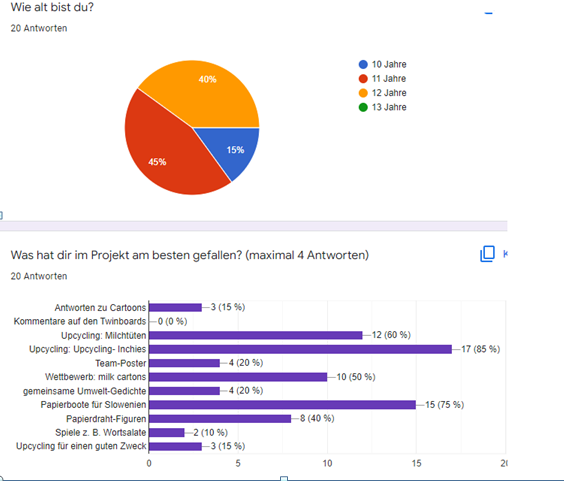 Wie alt bist du?
20 Antworten
40%
15%
45%
10 Jahre
11 Jahre
12 Jahre
13 Jahre
Was hat dir im Projekt am besten gefallen? (maximal 4 Antworten)
20 Antworten
Antworten zu Cartoons 3 (15 %)
Kommentare auf den Twinboards 0 (0 %)
Upcycling: Milchtüten 12 (60 %)
Upcycling: Upcycling- Inchies 17 (85 %)
Team-Poster 4 (20 %)
Wettbewerb: milk cartons 10 (50 %)
gemeinsame Umwelt-Gedichte 4 (20 %)
Papierboote für Slowenien 15 (75 %)
Papierdraht-Figuren 8 (40 %)
Spiele z. B. Wortsalate 2 (10 %)
Upcycling für einen guten Zweck 3 (15 %)
0 5 10 15